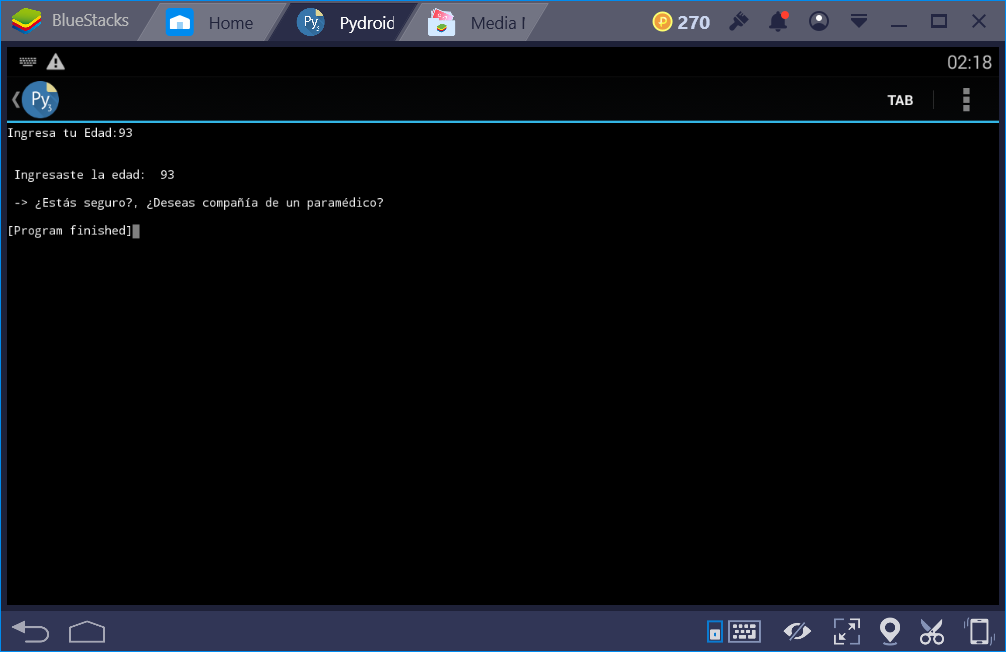 BlueStacks
Home
Pydroid
Media
270
02:18
Py3
TAB
Ingresa tu Edad:93
Ingresaste la edad:  93
-> ¿Estás seguro?, ¿Deseas compañía de un paramédico?
[Program finished]